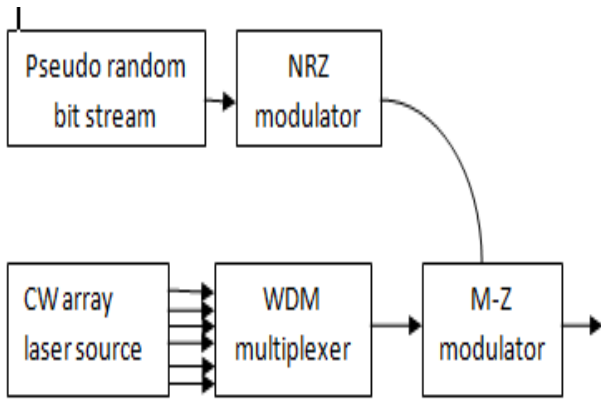 Pseudo random
bit stream
NRZ
modulator
CW array
laser source
WDM
multiplexer
M-Z
modulator